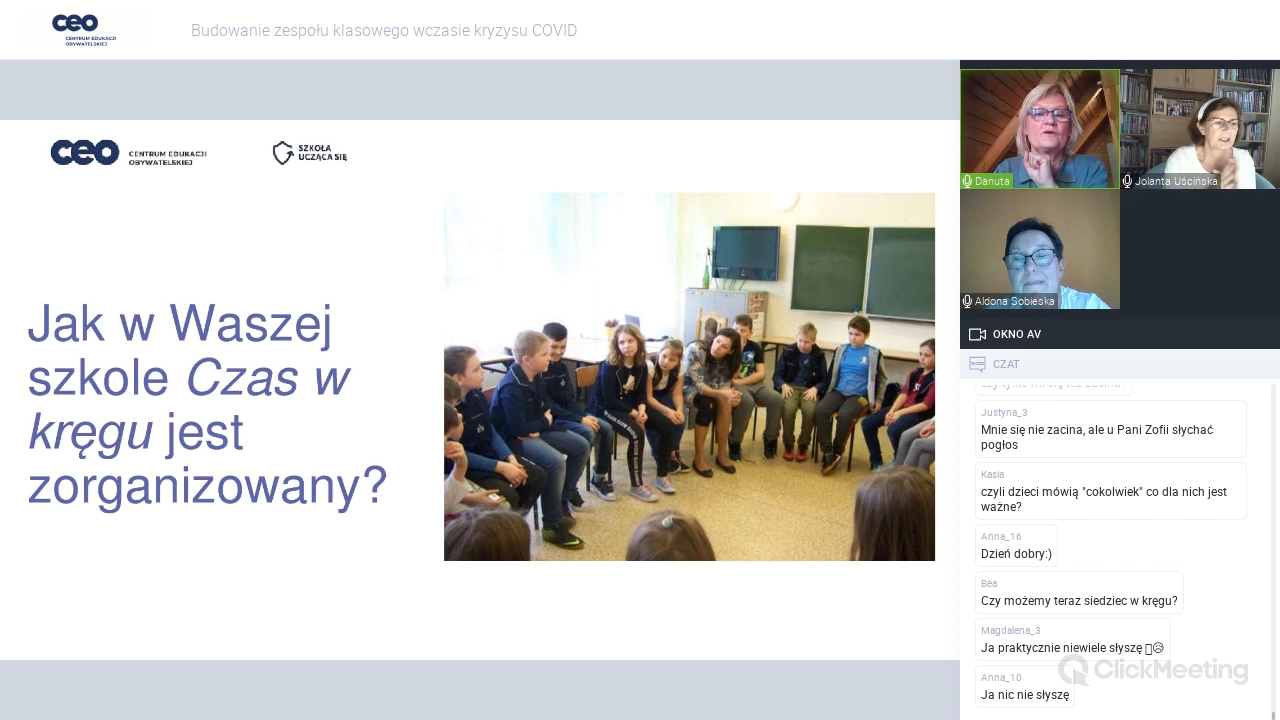 ceo
CENTRUM EDUKACJI
OBYWATELSKIEJ
Budowanie zespołu klasowego wczasie kryzysu COVID
ceo
CENTRUM EDUKACJI
OBYWATELSKIEJ
SZKOŁA
UCZĄCA SIĘ
Jak w Waszej
szkole Czas w
kręgu jest
zorganizowany?
Danuta
Jolanta Uścińska
Aldona Sobieska
OKNO AV
CZAT
Justyna_3
Mnie się nie zacina, ale u Pani Zofii słychać
pogłos
Kasia
czyli dzieci mówią "cokolwiek" co dla nich jest
ważne?
Anna_16
Dzień dobry:)
Bea
Czy możemy teraz siedziec w kręgu?
Magdalena_3
Ja praktycznie niewiele słyszę
Anna_10
Ja nic nie słyszę
ClickMeeting